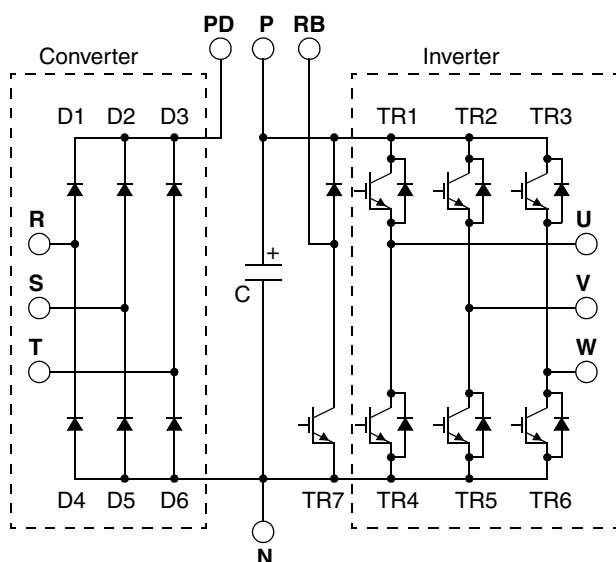 PD P RB
Converter Inverter
D1 D2 D3 TR1 TR2 TR3
R U
+
S C V
T W
D4 D5 D6 TR7 TR4 TR5 TR6
N